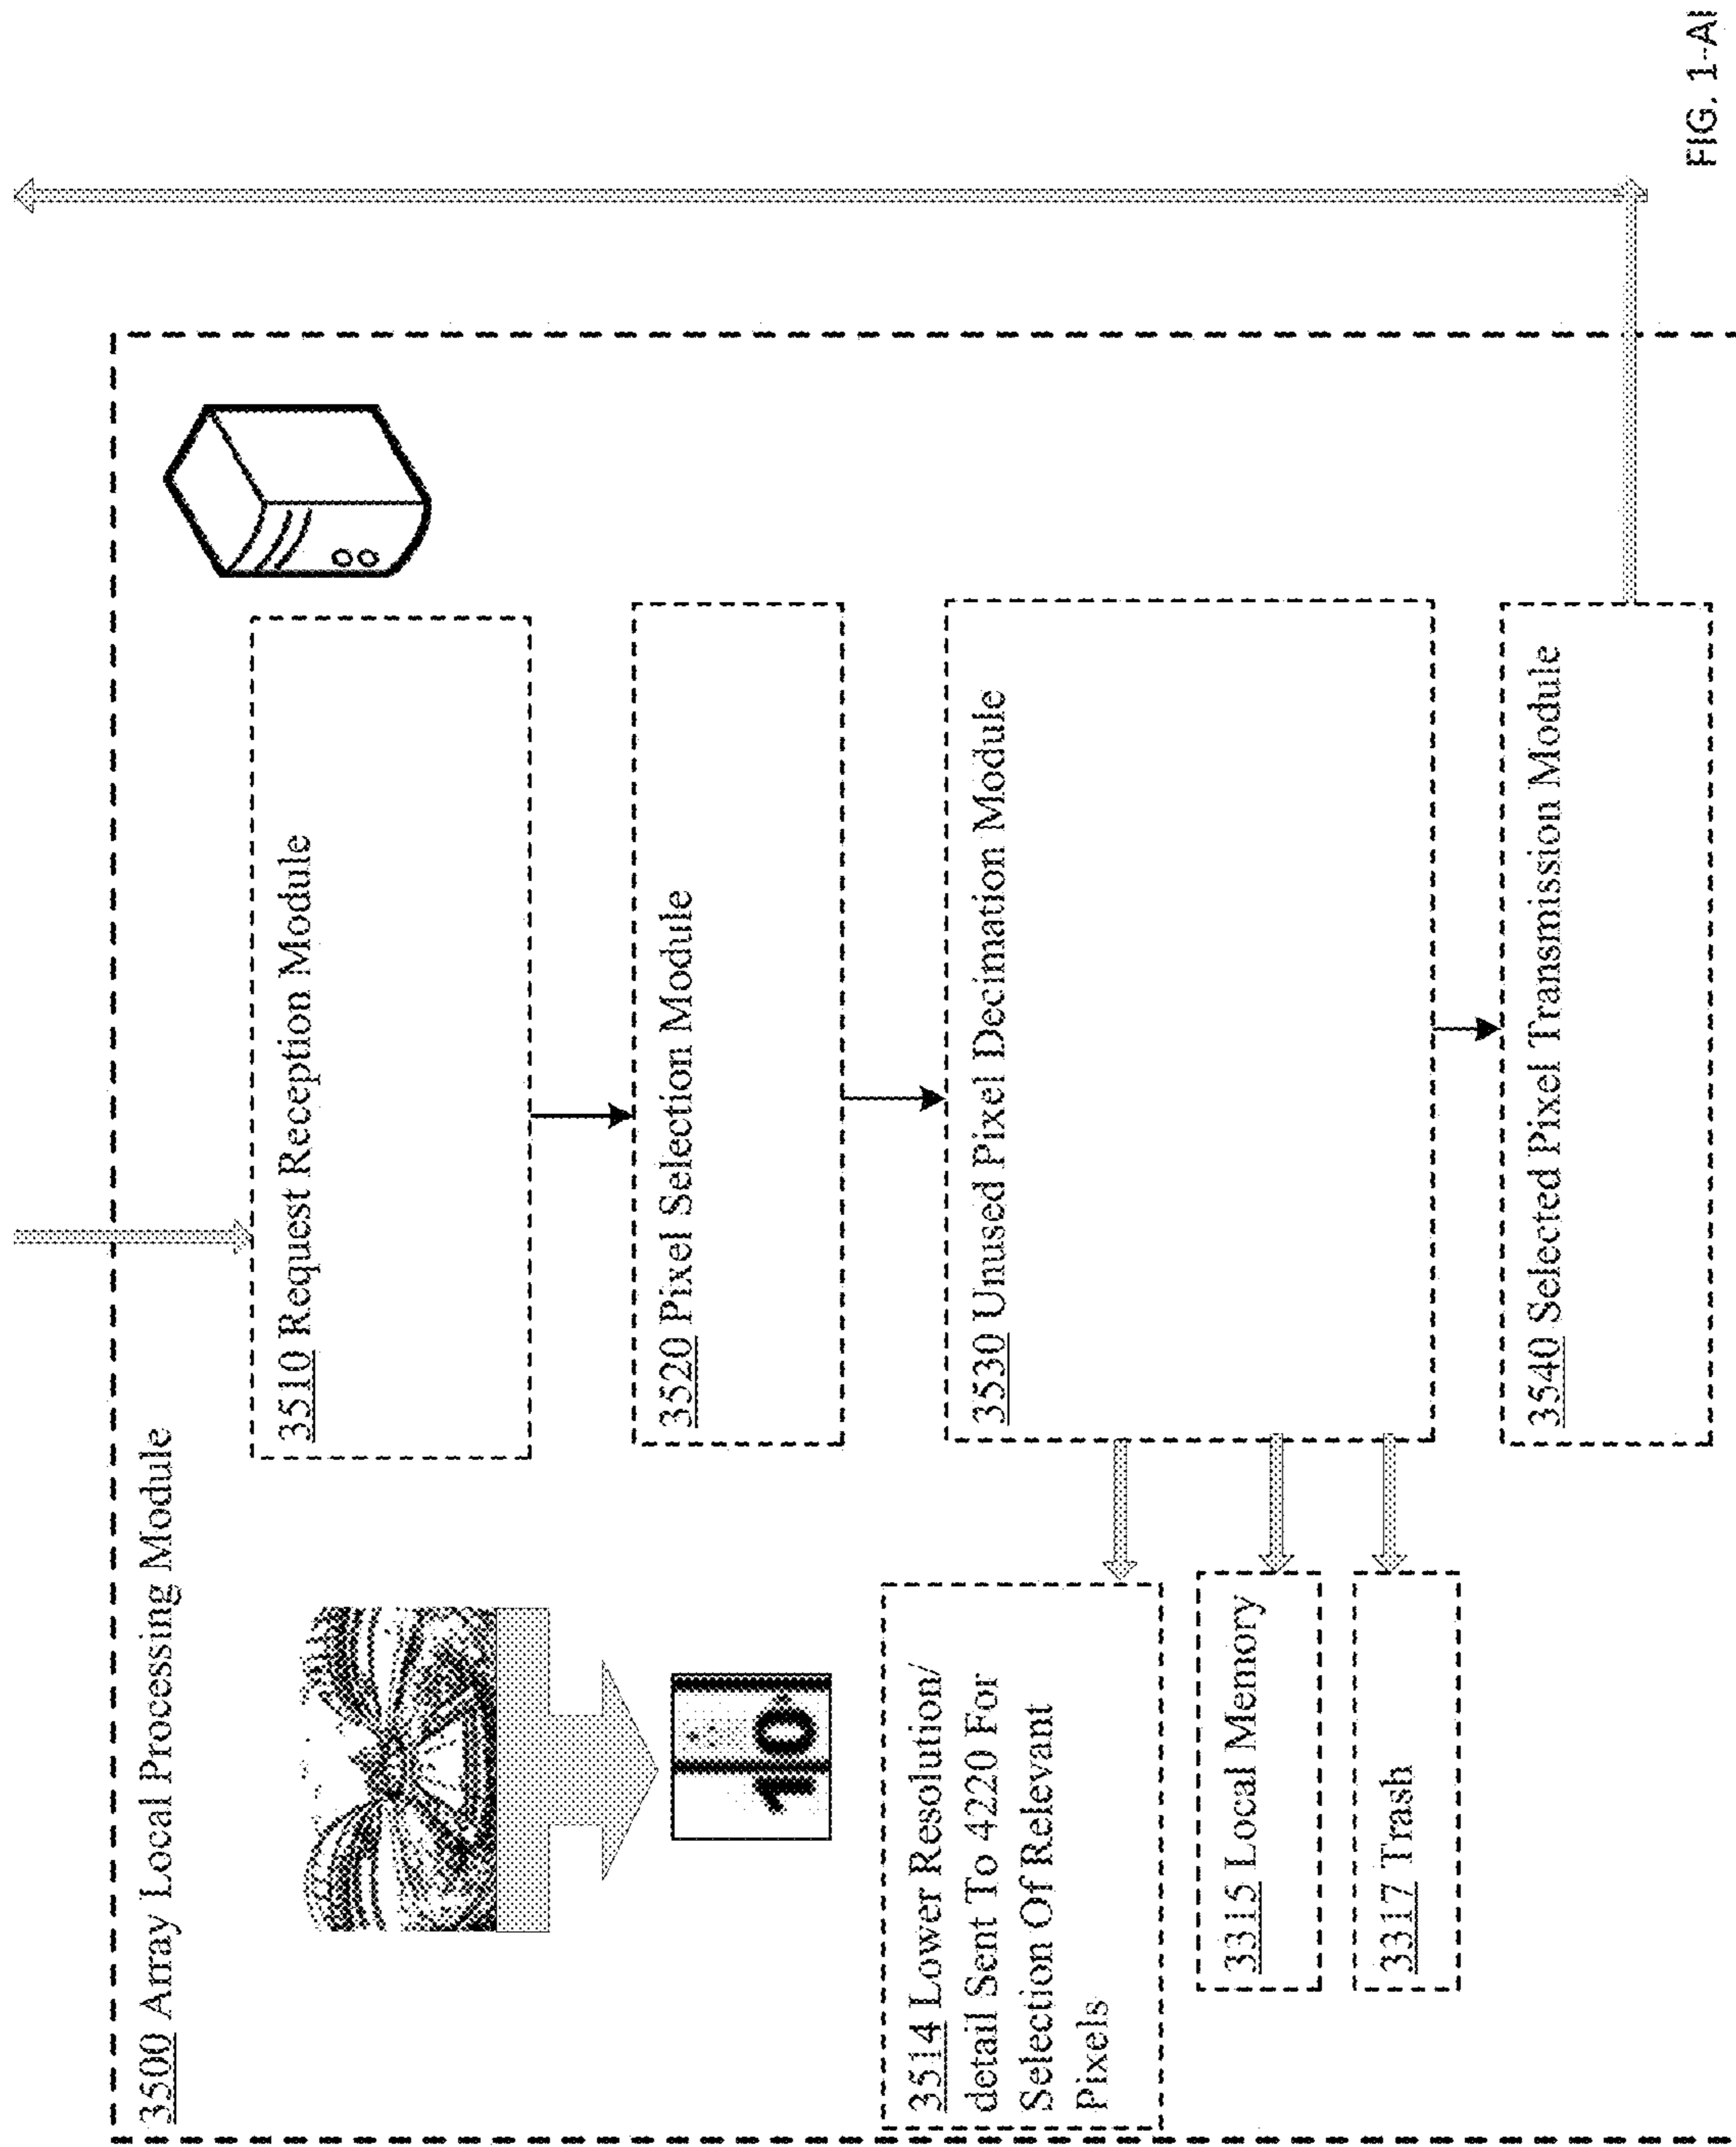 3500 Array Local Processing Module
3510 Request Reception Module
3520 Pixel Selection Module
10
3514 Lower Resolution/
detail Sent To 4220 For
Selection Of Relevant
Pixels
3530 Unused Pixel Decimation Module
3315 Local Memory
3317 Trash
3540 Selected Pixel Transmission Module
FIG. 1-AI